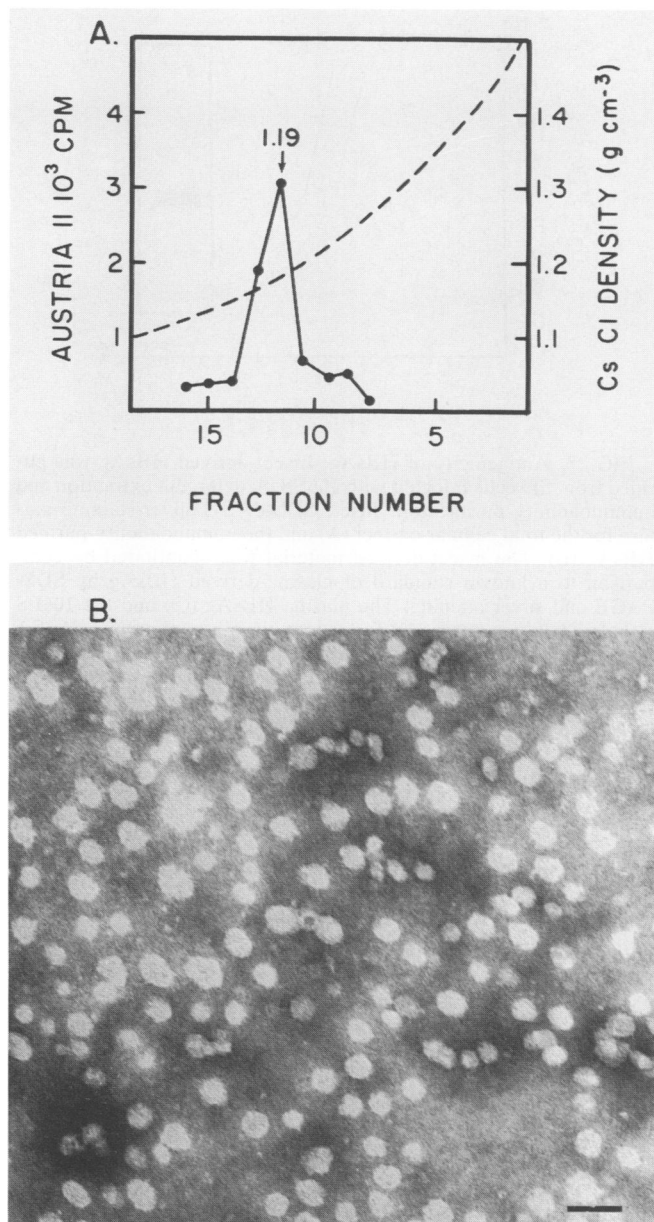 A.
AUSTRIA II 10³ CPM
4
3
2
1
1.19
1.4
1.3
1.2
1.1
Cs Cl DENSITY (g cm⁻³)
15 10 5
FRACTION NUMBER
B.